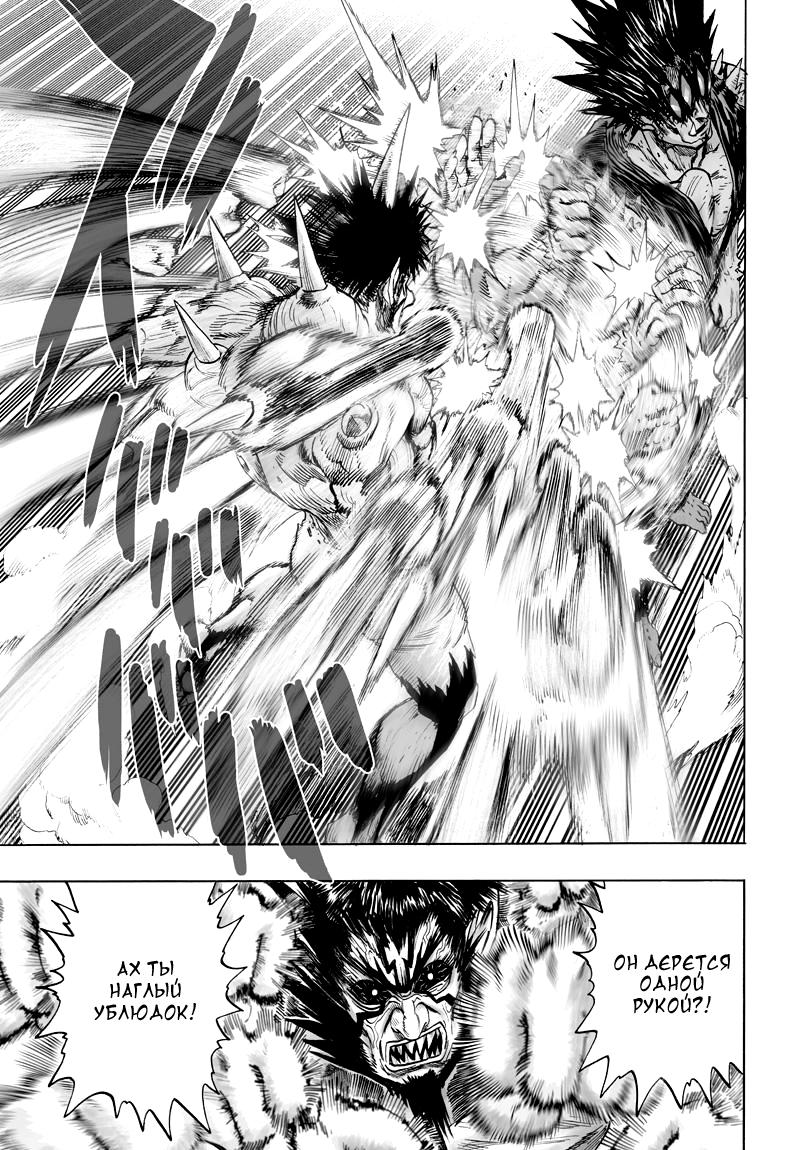 ОН ДЕРЕТСЯ
ОДНОЙ
РУКОЙ?!
АХ ТЫ
НАГЛЫЙ
УБЛЮДОК!